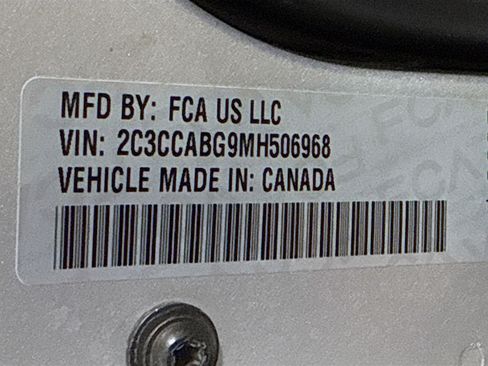 MFD BY: FCA US LLC
VIN: 2C3CCABG9MH506968
VEHICLE MADE IN: CANADA